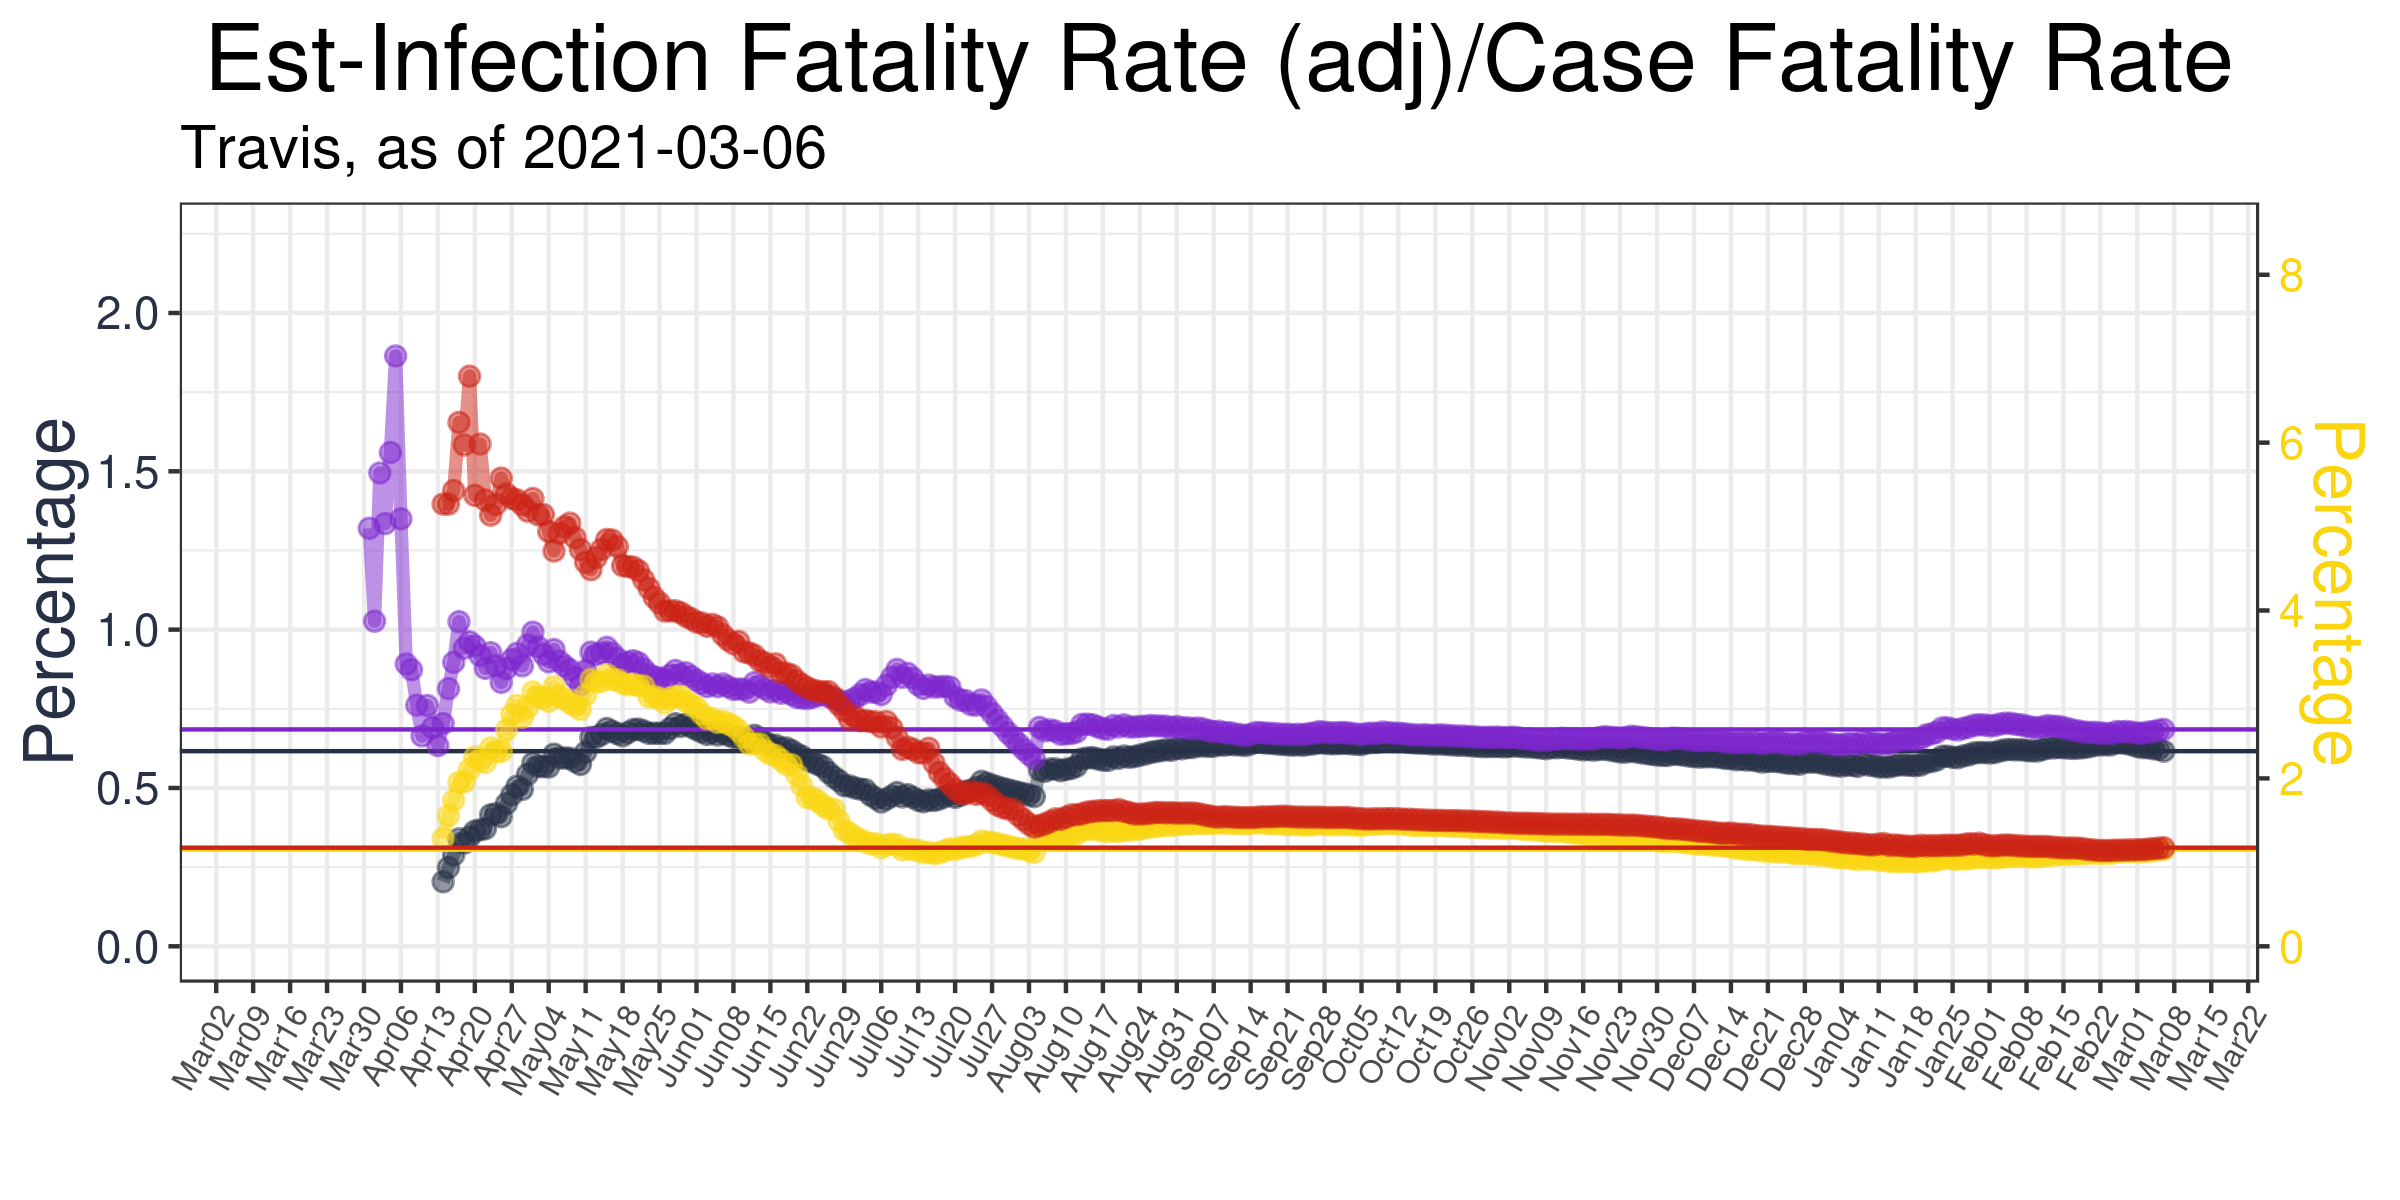 Est-Infection Fatality Rate (adj)/Case Fatality Rate
Travis, as of 2021-03-06
Percentage
2.0
1.5
1.0
0.5
0.0
8
6
4
2
0
Percentage
Mar02
Mar09
Mar16
Mar23
Mar30
Apr06
Apr13
Apr20
Apr27
May04
May11
May18
May25
Jun01
Jun08
Jun15
Jun22
Jun29
Jul06
Jul13
Jul20
Jul27
Aug03
Aug10
Aug17
Aug24
Aug31
Sep07
Sep14
Sep21
Sep28
Oct05
Oct12
Oct19
Oct26
Nov02
Nov09
Nov16
Nov23
Nov30
Dec07
Dec14
Dec21
Dec28
Jan04
Jan11
Jan18
Jan25
Feb01
Feb08
Feb15
Feb22
Mar01
Mar08
Mar15
Mar22